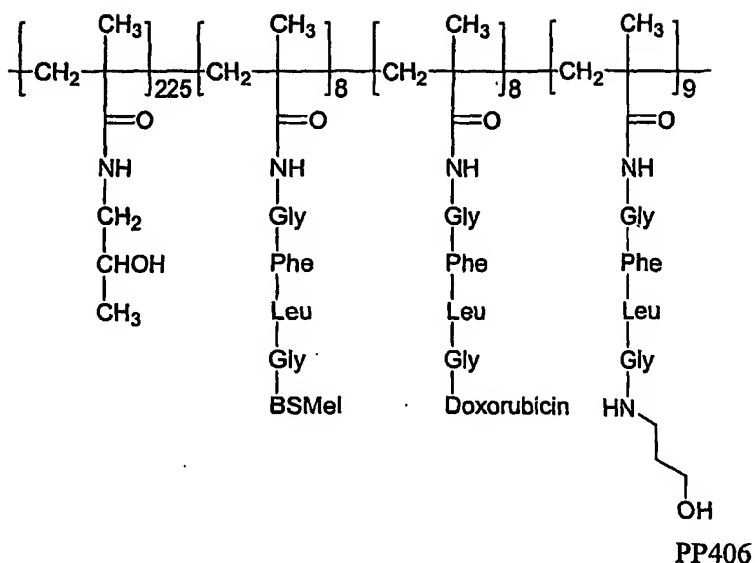 CH₃ CH₃ CH₃ CH₃
CH₂ CH₂ CH₂ CH₂
225 8 8 9
O O O O
NH NH NH NH
CH₂ Gly Gly Gly
CHOH Phe Phe Phe
CH₃ Leu Leu Leu
Gly Gly Gly
BSMel Doxorubicin HN
OH
PP406